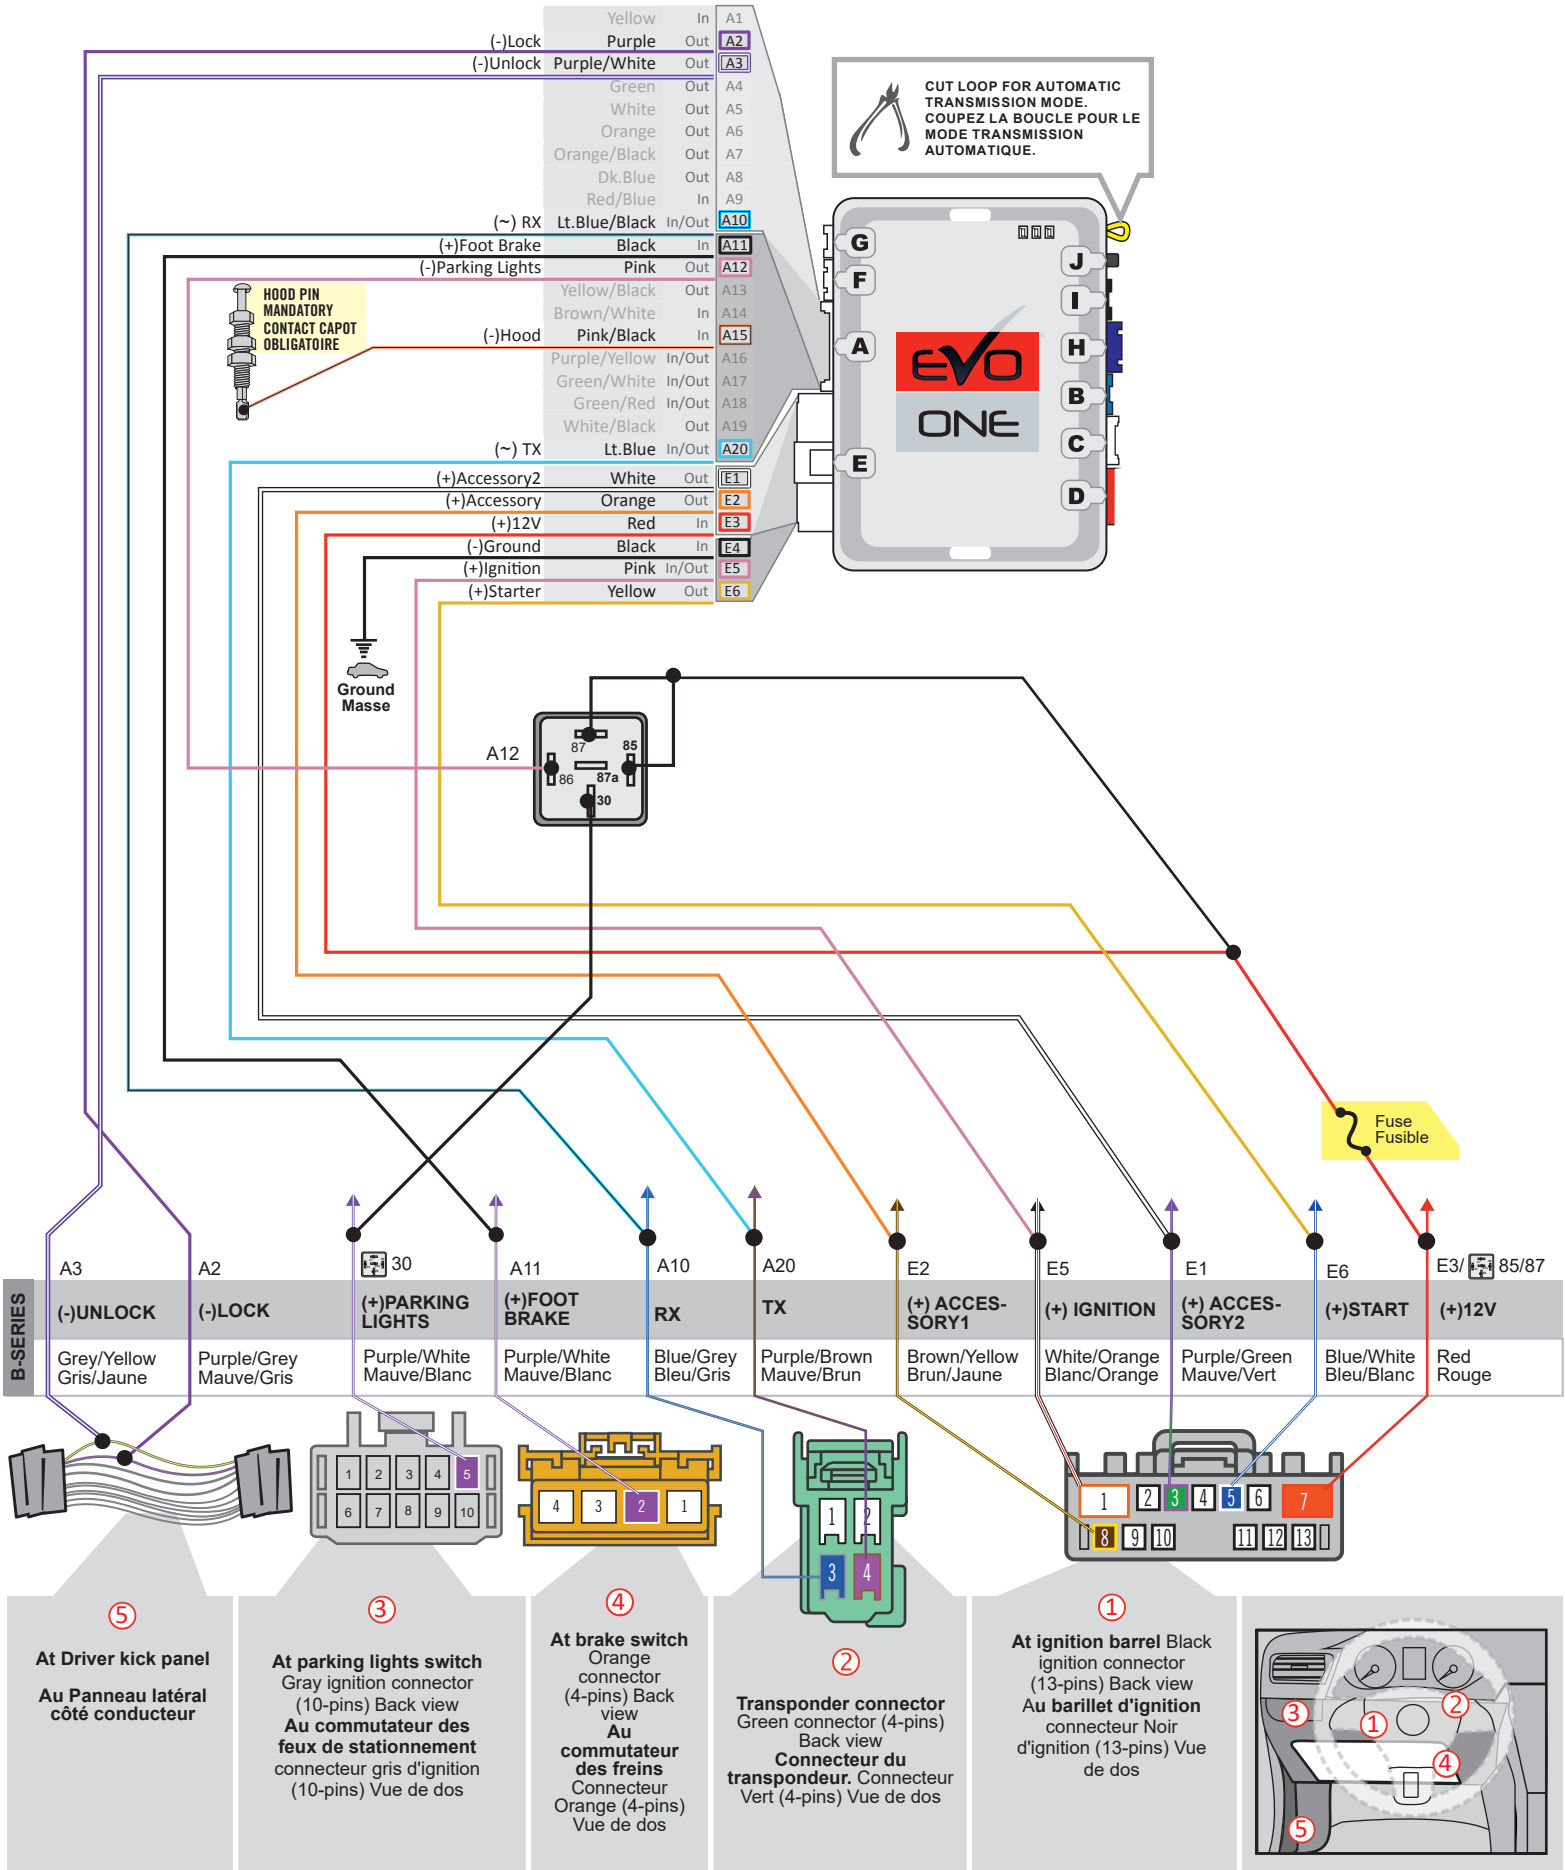 Yellow In A1
(-)Lock Purple Out A2
(-)Unlock Purple/White Out A3
Green Out A4
White Out A5
Orange Out A6
Orange/Black Out A7
Dk.Blue Out A8
Red/Blue In A9
(~) RX Lt.Blue/Black In/Out A10
(+)Foot Brake Black In A11
(-)Parking Lights Pink Out A12
Yellow/Black Out A13
Brown/White In A14
(-)Hood Pink/Black In A15
Purple/Yellow In/Out A16
Green/White In/Out A17
Green/Red In/Out A18
White/Black Out A19
(~) TX Lt.Blue In/Out A20
(+)Accessory2 White Out E1
(+)Accessory Orange Out E2
(+)12V Red In E3
(-)Ground Black In E4
(+)Ignition Pink In/Out E5
(+)Starter Yellow Out E6
HOOD PIN
MANDATORY
CONTACT CAPOT
OBLIGATOIRE
CUT LOOP FOR AUTOMATIC
TRANSMISSION MODE.
COUPEZ LA BOUCLE POUR LE
MODE TRANSMISSION
AUTOMATIQUE.
G
F
A
E
J
I
H
B
C
D
EVO
ONE
Ground
Masse
A12
87
85
86
87a
30
Fuse
Fusible
A3
A2
30
A11
A10
A20
E2
E5
E1
E6
E3/ 85/87
B-SERIES
(-)UNLOCK
(-)LOCK
(+)PARKING
LIGHTS
(+)FOOT
BRAKE
RX
TX
(+) ACCES-
SORY1
(+) IGNITION
(+) ACCES-
SORY2
(+)START
(+)12V
Grey/Yellow
Gris/Jaune
Purple/Grey
Mauve/Gris
Purple/White
Mauve/Blanc
Purple/White
Mauve/Blanc
Blue/Grey
Bleu/Gris
Purple/Brown
Mauve/Brun
Brown/Yellow
Brun/Jaune
White/Orange
Blanc/Orange
Purple/Green
Mauve/Vert
Blue/White
Bleu/Blanc
Red
Rouge
1 2 3 4 5
6 7 8 9 10
4 3 2 1
1 2
3 4
1 2 3 4 5 6 7
8 9 10 11 12 13
5
At Driver kick panel
Au Panneau latéral
côté conducteur
3
At parking lights switch
Gray ignition connector
(10-pins) Back view
Au commutateur des
feux de stationnement
connecteur gris d'ignition
(10-pins) Vue de dos
4
At brake switch
Orange
connector
(4-pins) Back
view
Au
commutateur
des freins
Connecteur
Orange (4-pins)
Vue de dos
2
Transponder connector
Green connector (4-pins)
Back view
Connecteur du
transpondeur. Connecteur
Vert (4-pins) Vue de dos
1
At ignition barrel Black
ignition connector
(13-pins) Back view
Au barillet d'ignition
connecteur Noir
d'ignition (13-pins) Vue
de dos
2
3
1
4
5